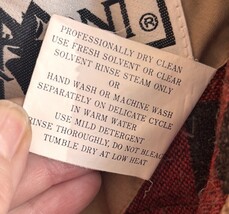 NI ®
PROFESSIONALLY DRY CLEAN
USE FRESH SOLVENT OR CLEAR
SOLVENT RINSE STEAM ONLY
OR
HAND WASH OR MACHINE WASH
SEPARATELY ON DELICATE CYCLE
IN WARM WATER
USE MILD DETERGENT
RINSE THOROUGHLY, DO NOT BLEACH
TUMBLE DRY AT LOW HEAT